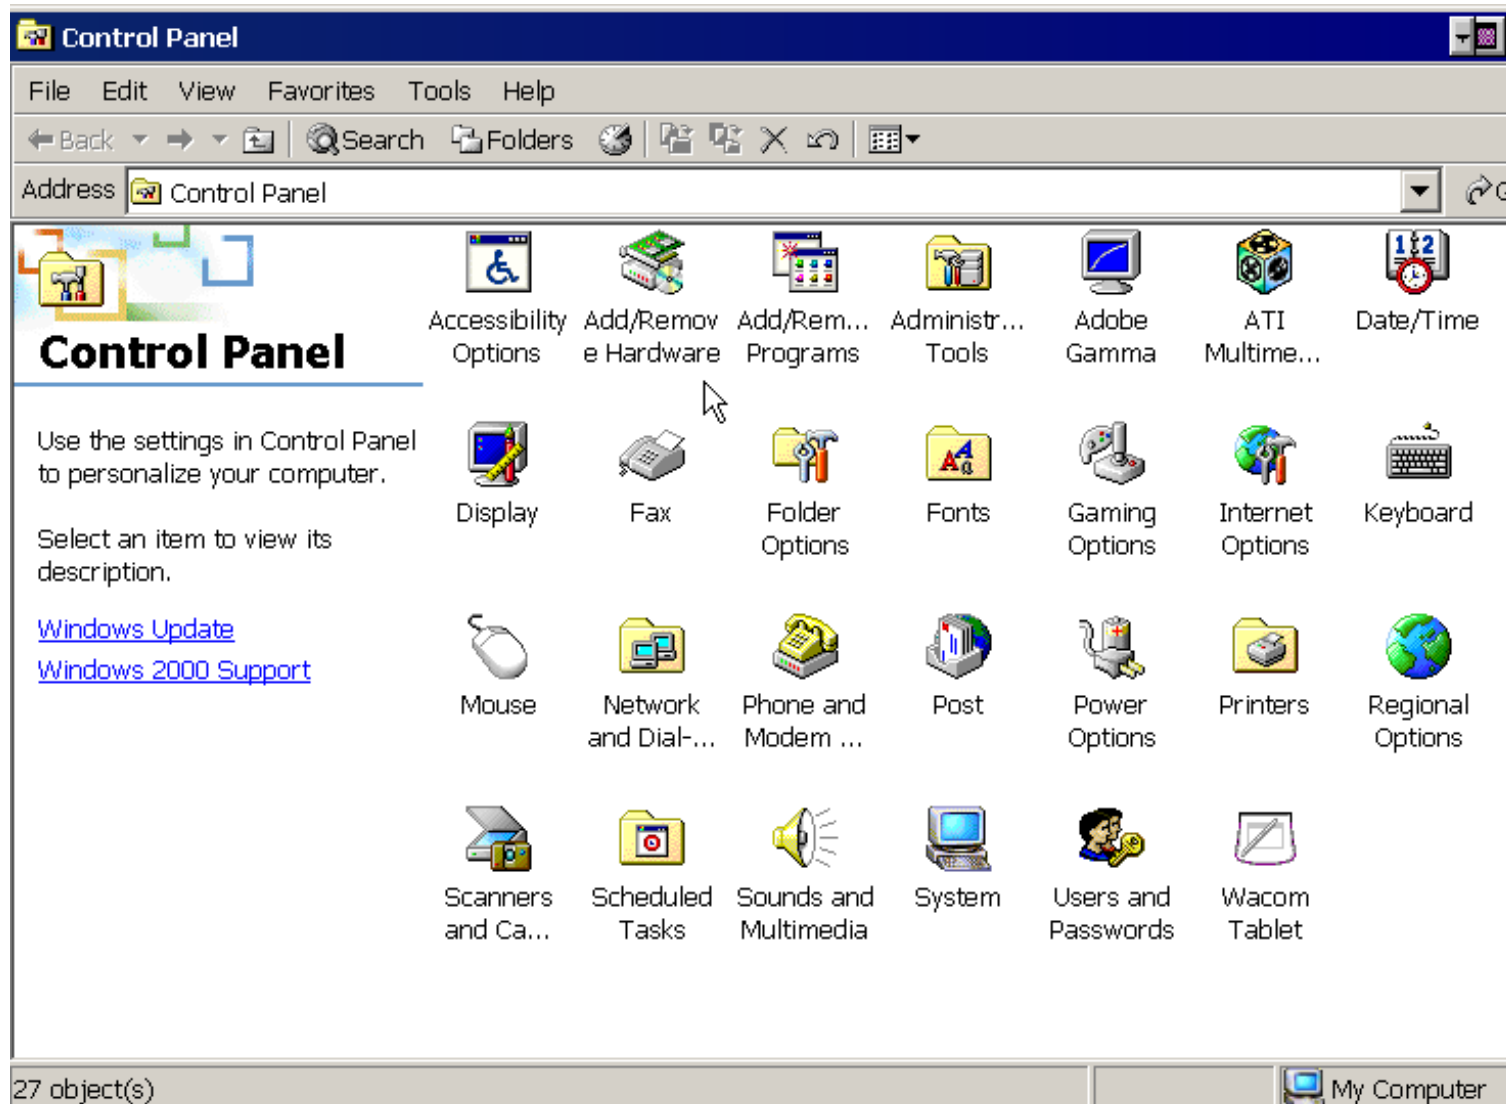 Control Panel
File Edit View Favorites Tools Help
Back Search Folders
Address Control Panel
Control Panel
Use the settings in Control Panel
to personalize your computer.
Select an item to view its
description.
Windows Update
Windows 2000 Support
Accessibility
Options
Add/Remov
e Hardware
Add/Rem...
Programs
Administr...
Tools
Adobe
Gamma
ATI
Multime...
Date/Time
Display
Fax
Folder
Options
Fonts
Gaming
Options
Internet
Options
Keyboard
Mouse
Network
and Dial-...
Phone and
Modem ...
Post
Power
Options
Printers
Regional
Options
Scanners
and Ca...
Scheduled
Tasks
Sounds and
Multimedia
System
Users and
Passwords
Wacom
Tablet
27 object(s)
My Computer